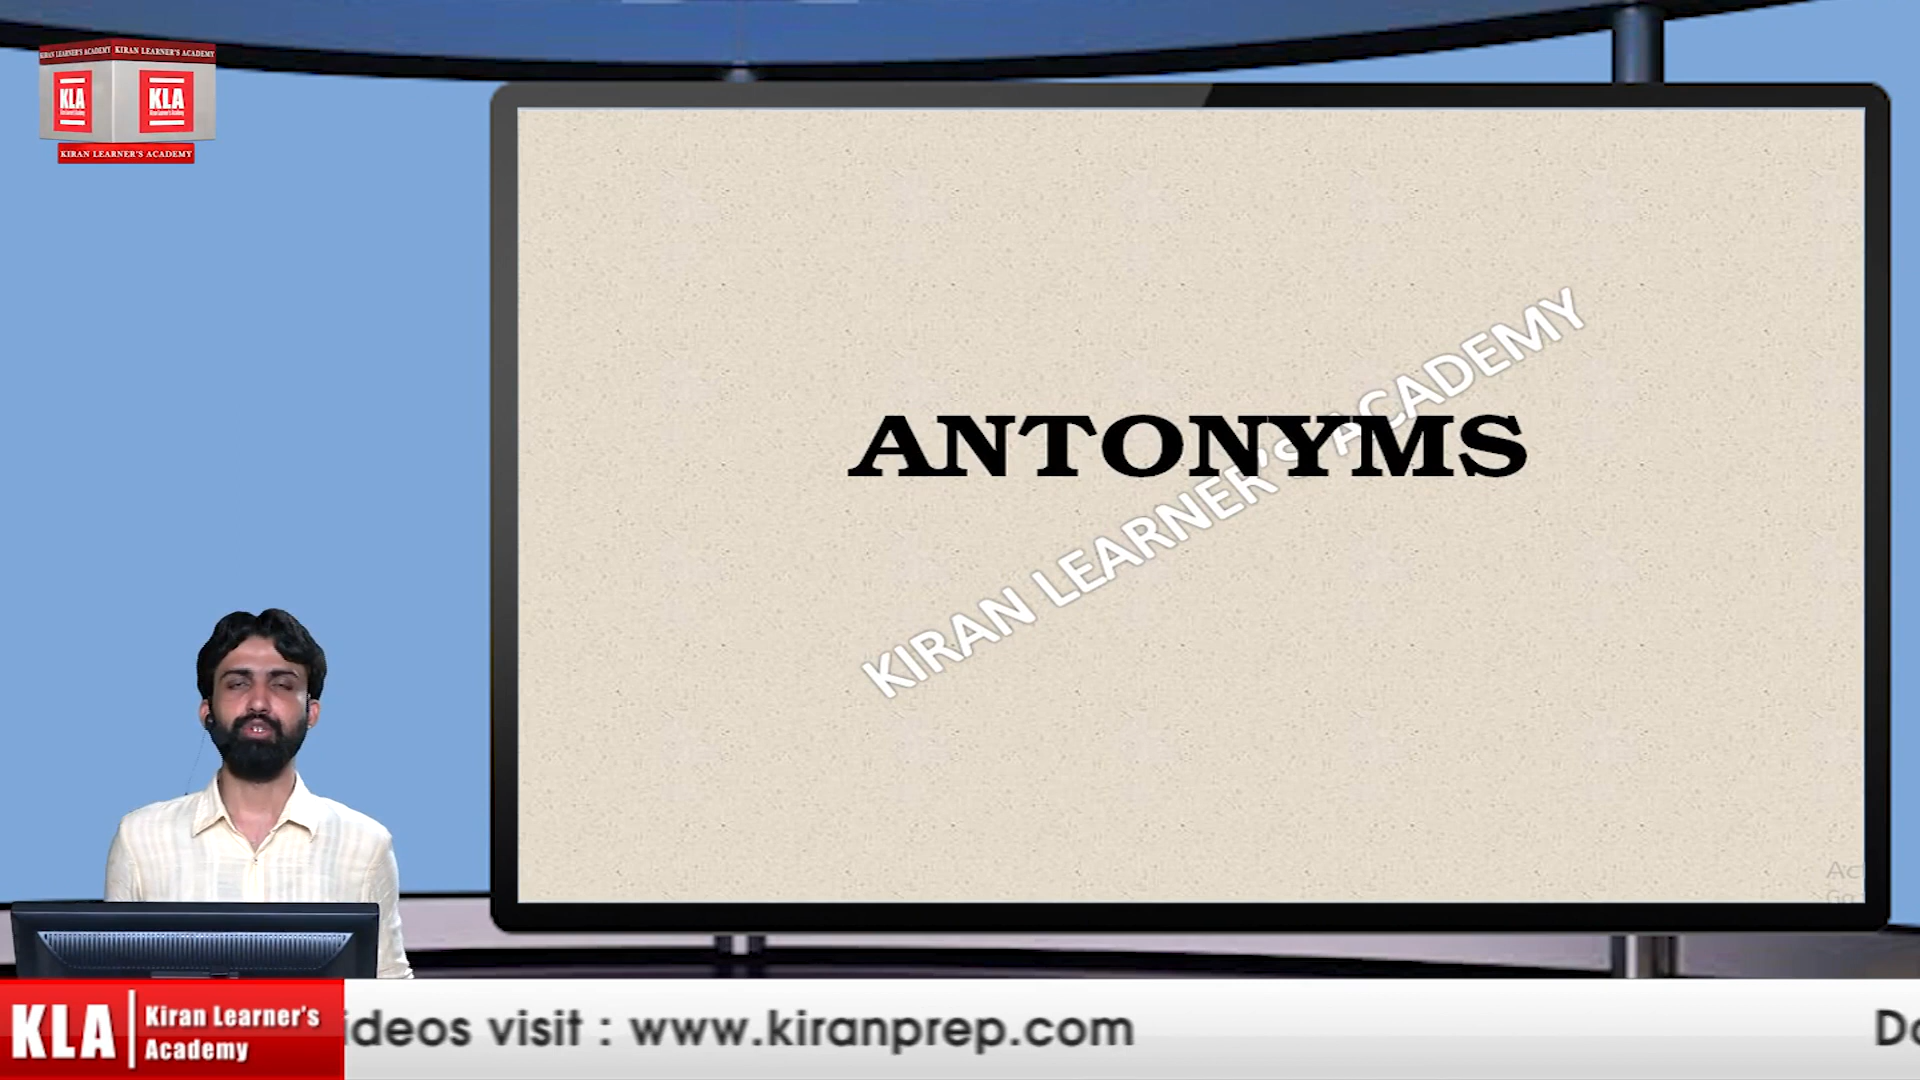 KIRAN LEARNER'S ACADEMY KIRAN LEARNER'S ACADEMY
KLA KLA
KIRAN LEARNER'S ACADEMY
ANTONYMS
KIRAN LEARNER'S ACADEMY
KLA
Kiran Learner's
Academy
ideos visit : www.kiranprep.com